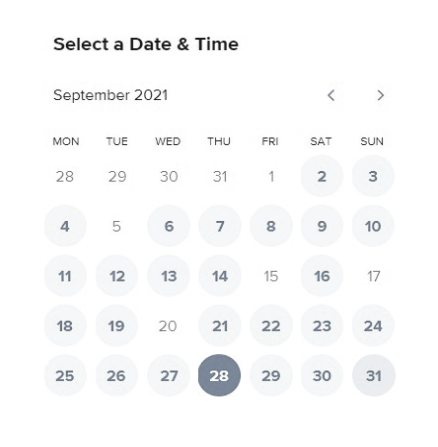 Select a Date & Time
September 2021
MON TUE WED THU FRI SAT SUN
28 29 30 31 1 2 3
4 5 6 7 8 9 10
11 12 13 14 15 16 17
18 19 20 21 22 23 24
25 26 27 28 29 30 31